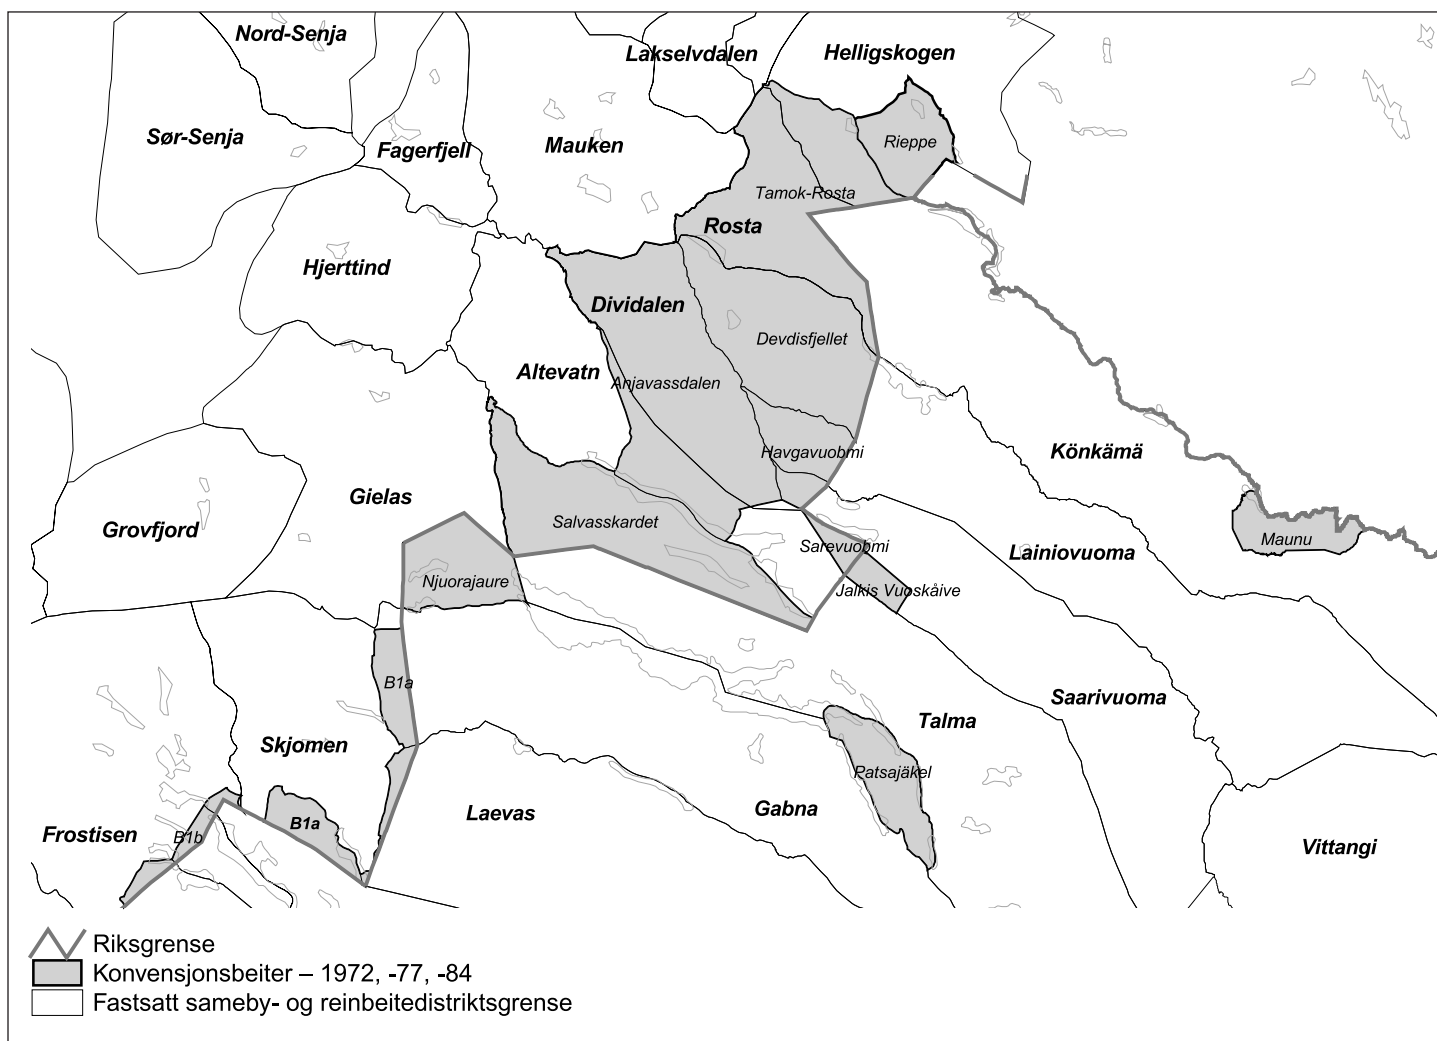 Nord-Senja
Lakselvdalen
Helligskogen
Sør-Senja
Fagerfjell
Mauken
Rieppe
Tamok-Rosta
Rosta
Hjerttind
Dividalen
Devdisfjellet
Altevatn
Anjavassdalen
Havgavuobmi
Könkämä
Gielas
Grovfjord
Salvasskardet
Sarevuobmi
Lainiovuoma
Maunu
Njuorajaure
Jalkis Vuoskåive
B1a
Saarivuoma
Talma
Skjomen
Patsajäkel
Laevas
Gabna
B1a
Frostisen
B1b
Vittangi
Riksgrense
Konvensjonsbeiter – 1972, -77, -84
Fastsatt sameby- og reinbeitedistriktsgrense